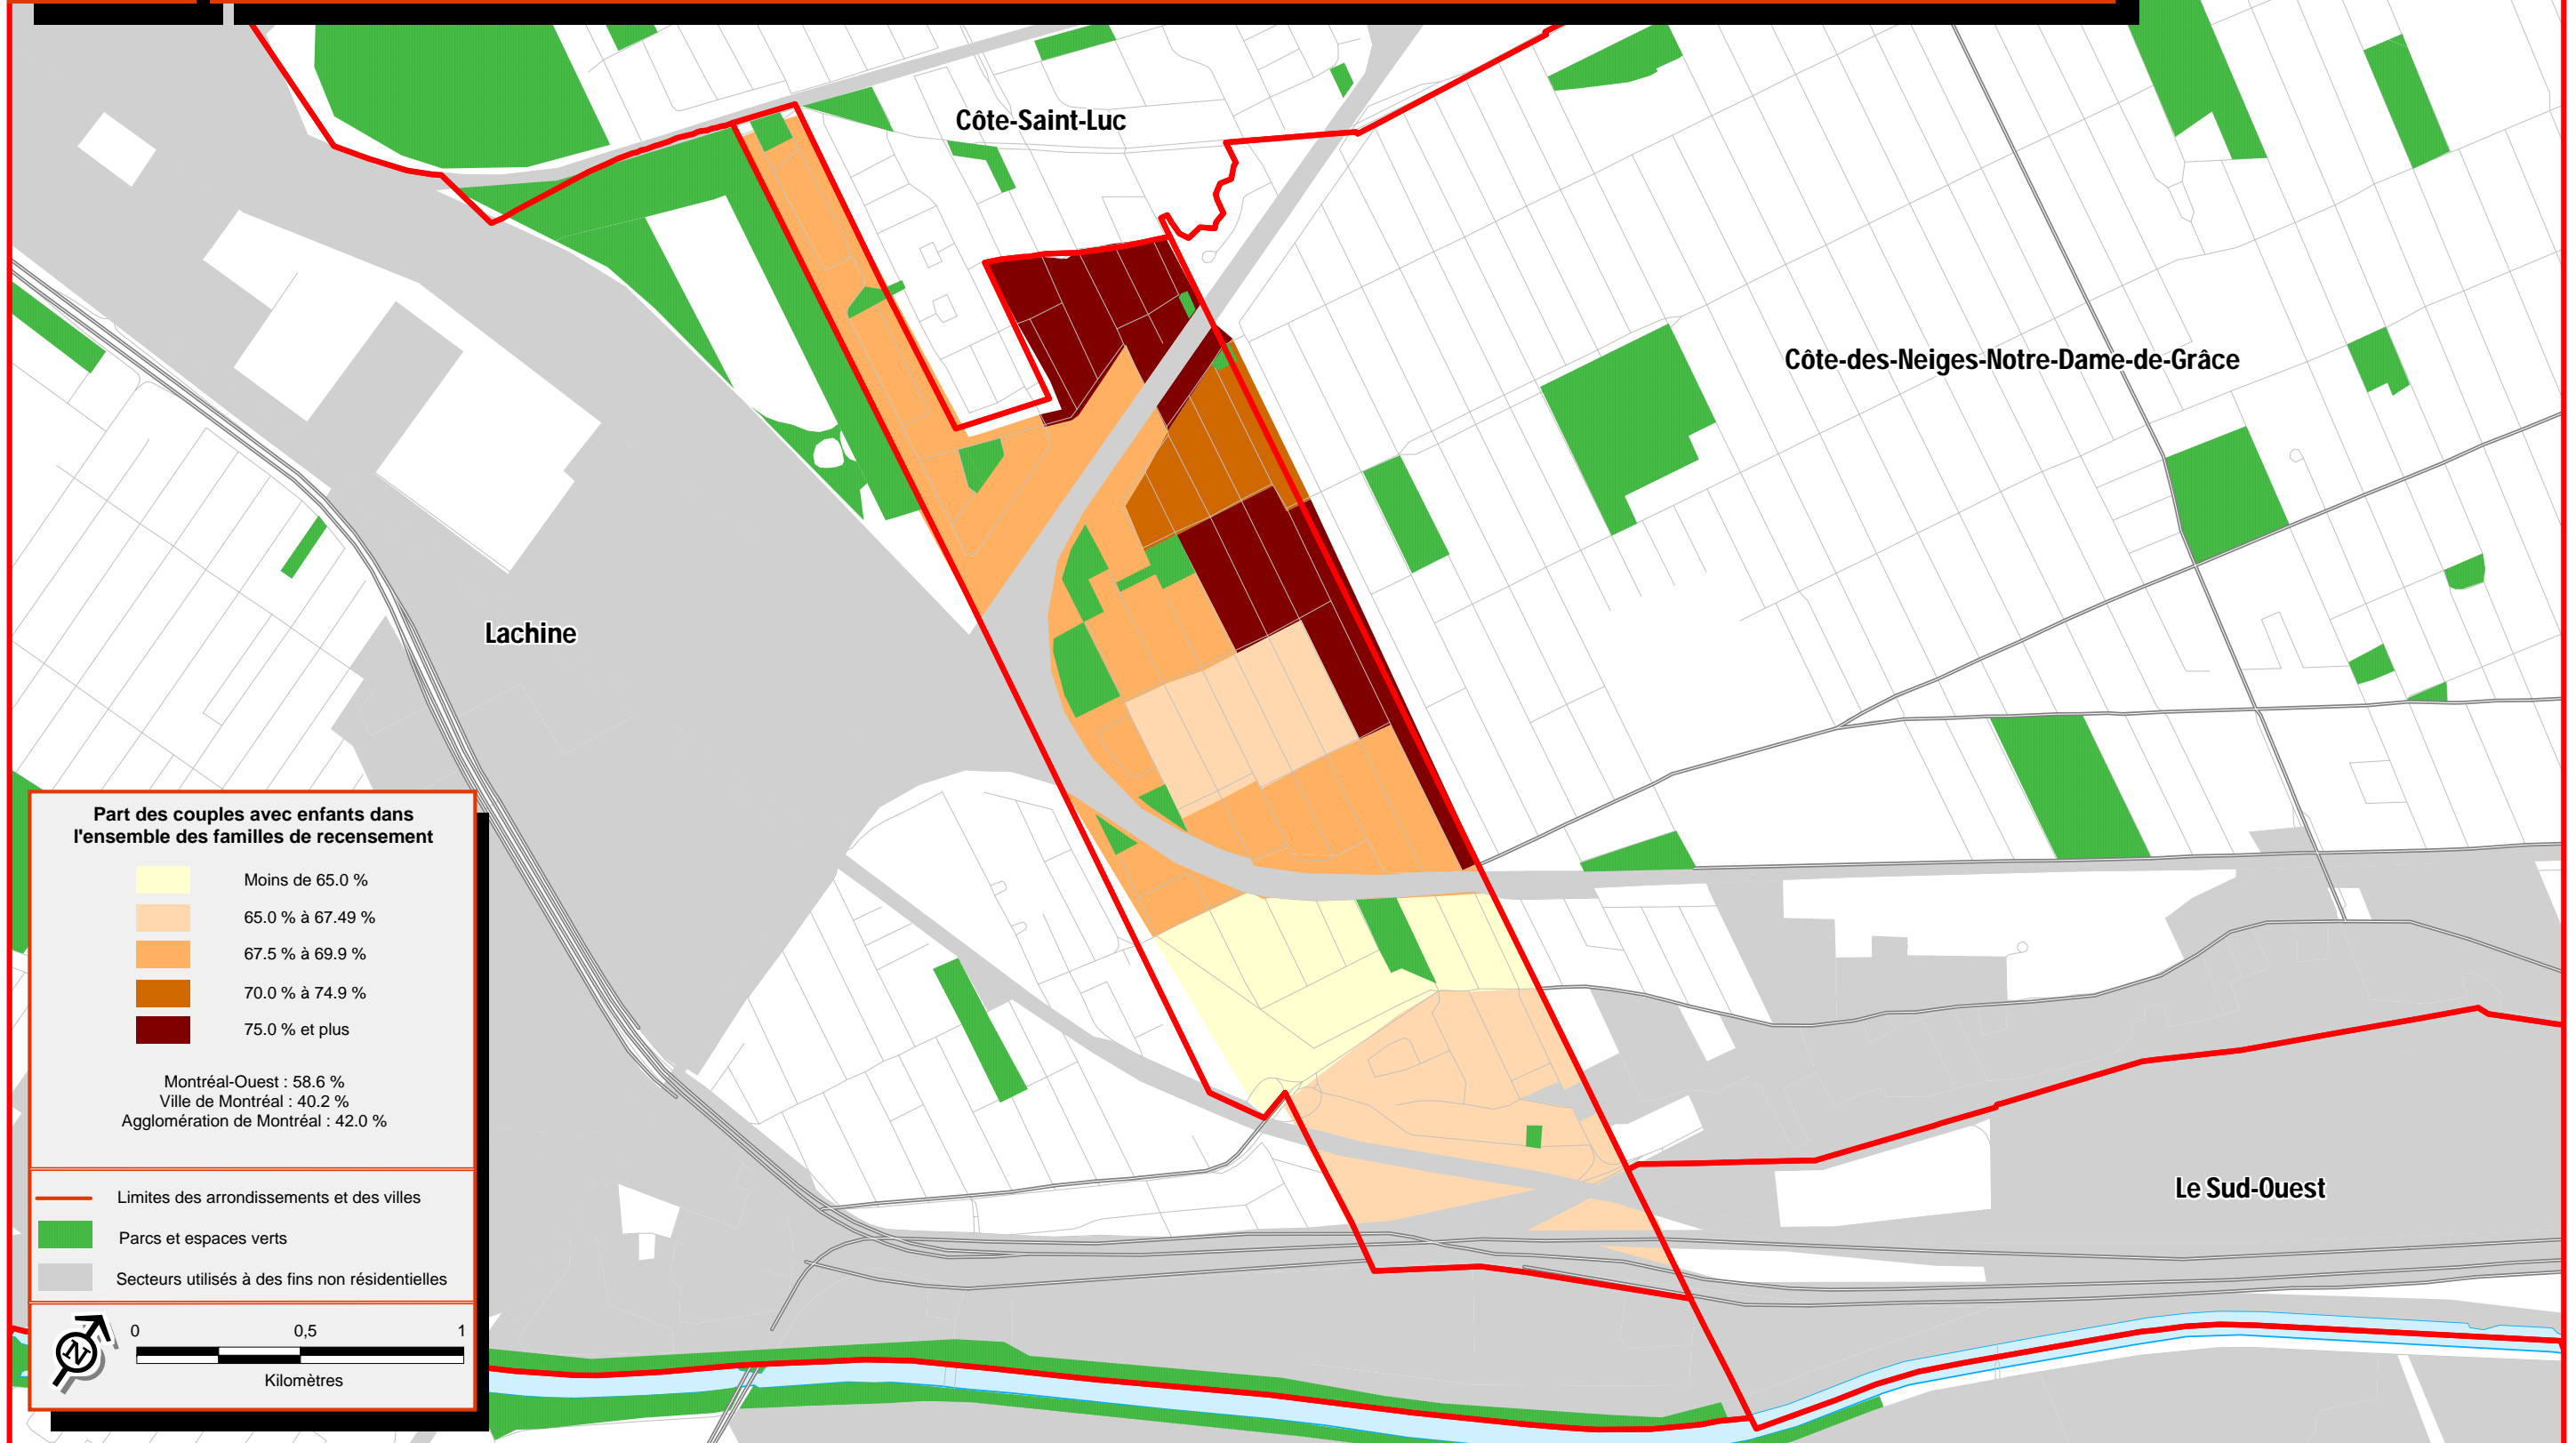 Côte-Saint-Luc
Côte-des-Neiges-Notre-Dame-de-Grâce
Lachine
Le Sud-Ouest
Part des couples avec enfants dans
l'ensemble des familles de recensement
Moins de 65.0 %
65.0 % à 67.49 %
67.5 % à 69.9 %
70.0 % à 74.9 %
75.0 % et plus
Montréal-Ouest : 58.6 %
Ville de Montréal : 40.2 %
Agglomération de Montréal : 42.0 %
Limites des arrondissements et des villes
Parcs et espaces verts
Secteurs utilisés à des fins non résidentielles
N
0 0,5 1
Kilomètres